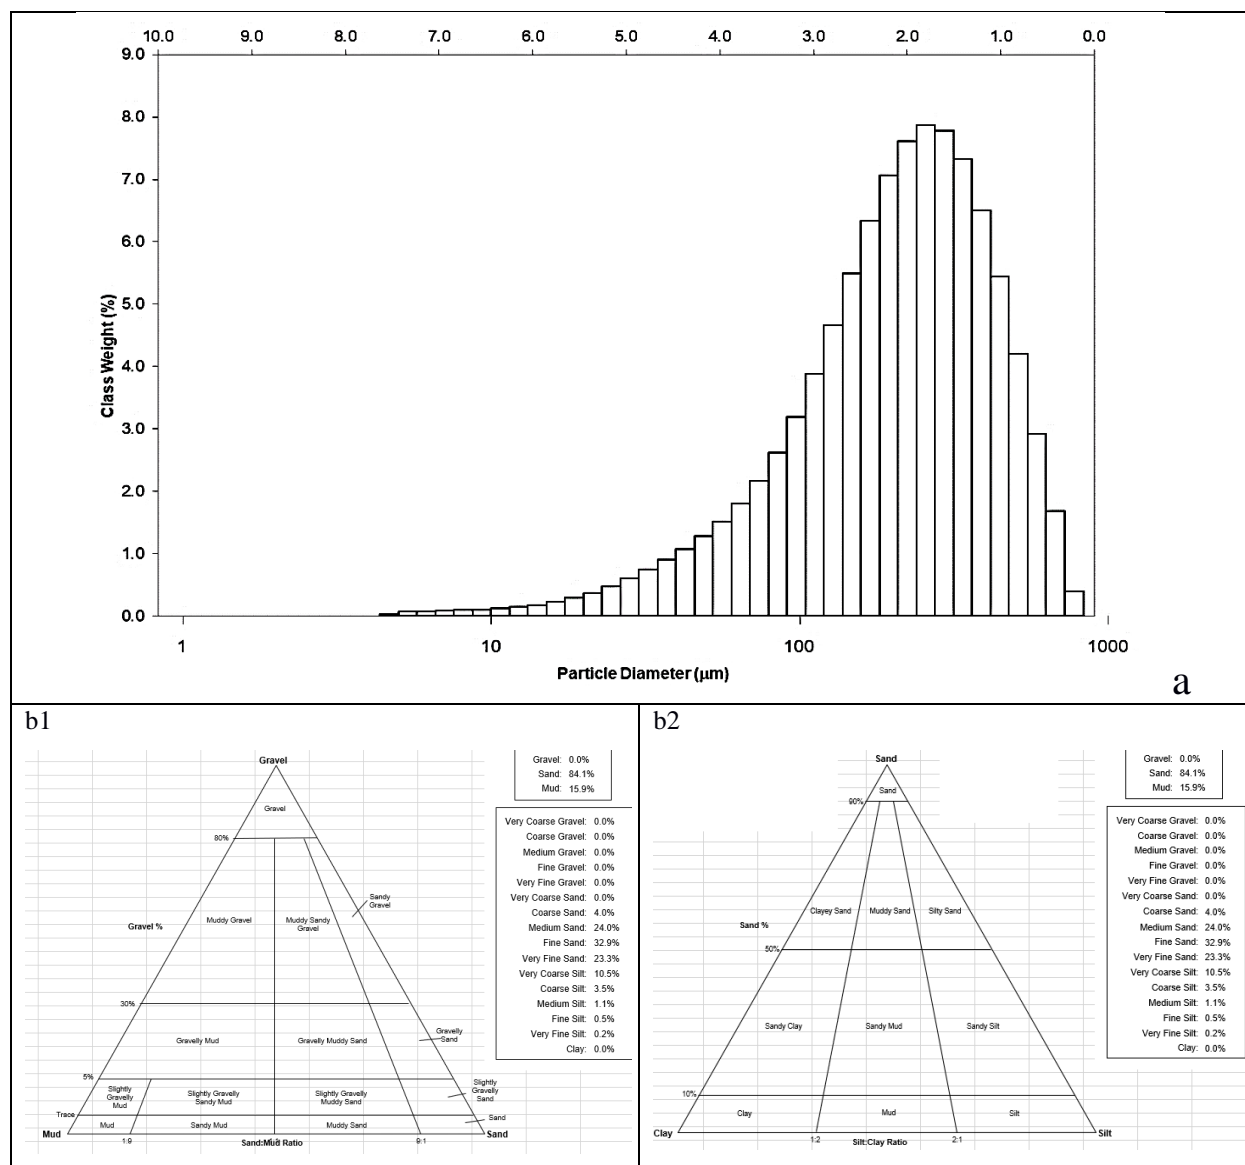 10.0 9.0 8.0 7.0 6.0 5.0 4.0 3.0 2.0 1.0 0.0
9.0
8.0
7.0
6.0
5.0
4.0
3.0
2.0
1.0
0.0
Class Weight (%)
1 10 100 1000
Particle Diameter (µm)
a
b1
Gravel
Gravel
80%
Muddy Gravel
Muddy Sandy
Gravel
Sandy
Gravel
Gravel %
30%
Gravelly Mud
Gravelly Muddy Sand
Gravelly
Sand
5%
Slightly
Gravelly
Mud
Slightly Gravelly
Sandy Mud
Slightly Gravelly
Muddy Sand
Slightly
Gravelly
Sand
Trace
Mud
Sandy Mud
Muddy Sand
Sand
Mud
Sand
1:9
9:1
Sand:Mud Ratio
Gravel: 0.0%
Sand: 84.1%
Mud: 15.9%
Very Coarse Gravel: 0.0%
Coarse Gravel: 0.0%
Medium Gravel: 0.0%
Fine Gravel: 0.0%
Very Fine Gravel: 0.0%
Very Coarse Sand: 0.0%
Coarse Sand: 4.0%
Medium Sand: 24.0%
Fine Sand: 32.9%
Very Fine Sand: 23.3%
Very Coarse Silt: 10.5%
Coarse Silt: 3.5%
Medium Silt: 1.1%
Fine Silt: 0.5%
Very Fine Silt: 0.2%
Clay: 0.0%
b2
Sand
Sand
90%
Clayey Sand
Muddy Sand
Silty Sand
Sand %
50%
Sandy Clay
Sandy Mud
Sandy Silt
10%
Clay
Mud
Silt
Clay
Silt
1:2
2:1
Silt:Clay Ratio
Gravel: 0.0%
Sand: 84.1%
Mud: 15.9%
Very Coarse Gravel: 0.0%
Coarse Gravel: 0.0%
Medium Gravel: 0.0%
Fine Gravel: 0.0%
Very Fine Gravel: 0.0%
Very Coarse Sand: 0.0%
Coarse Sand: 4.0%
Medium Sand: 24.0%
Fine Sand: 32.9%
Very Fine Sand: 23.3%
Very Coarse Silt: 10.5%
Coarse Silt: 3.5%
Medium Silt: 1.1%
Fine Silt: 0.5%
Very Fine Silt: 0.2%
Clay: 0.0%